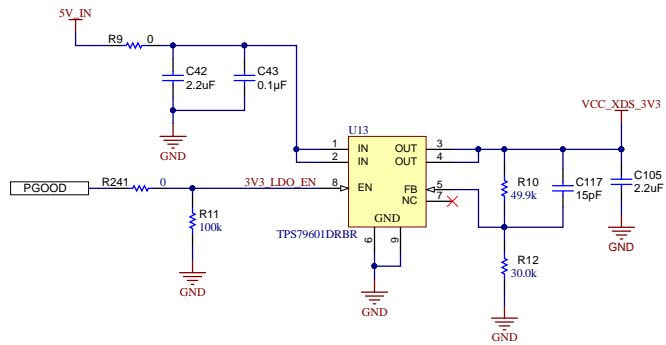 5V_IN
R9 0
C42
2.2uF
C43
0.1µF
GND
VCC_XDS_3V3
U13
1 IN OUT 3
2 IN OUT 4
PGOOD R241 0 3V3_LDO_EN 8 EN
FB 5
NC 7
GND
6 9
TPS79601DRBR
R11
100k
GND
GND
R10
49.9k
C117
15pF
C105
2.2uF
GND
R12
30.0k
GND